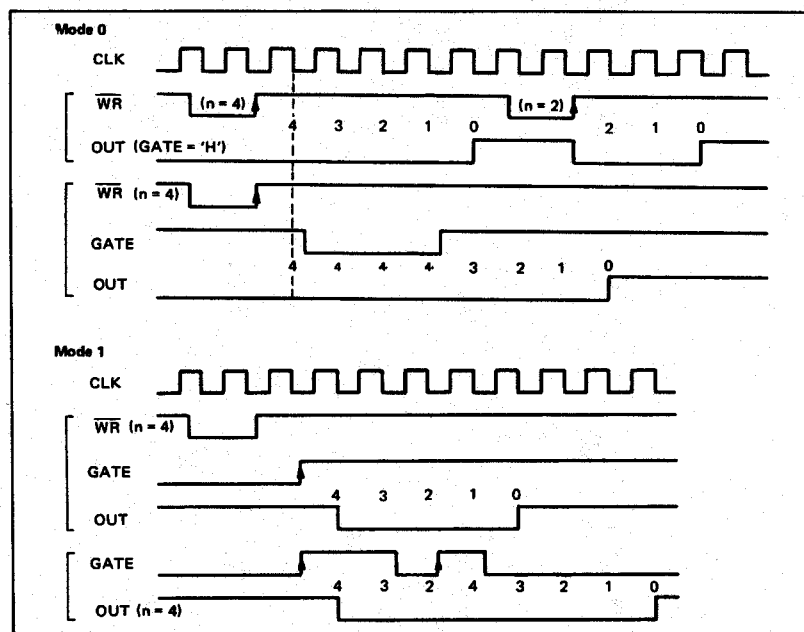 Mode 0
CLK
WR (n = 4) (n = 2)
4 3 2 1 0 2 1 0
OUT (GATE = 'H')
WR (n = 4)
GATE
4 4 4 4 3 2 1 0
OUT
Mode 1
CLK
WR (n = 4)
GATE
4 3 2 1 0
OUT
GATE
4 3 2 4 3 2 1 0
OUT (n = 4)